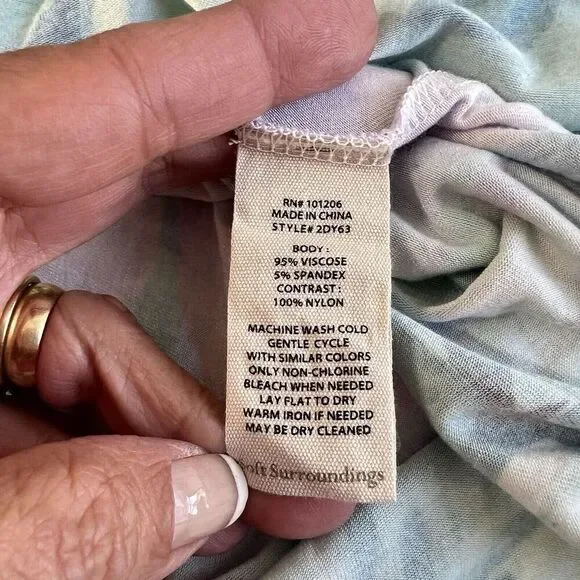 RN# 101206
MADE IN CHINA
STYLE# 2DY63
BODY :
95% VISCOSE
5% SPANDEX
CONTRAST :
100% NYLON
MACHINE WASH COLD
GENTLE CYCLE
WITH SIMILAR COLORS
ONLY NON-CHLORINE
BLEACH WHEN NEEDED
LAY FLAT TO DRY
WARM IRON IF NEEDED
MAY BE DRY CLEANED
Soft Surroundings